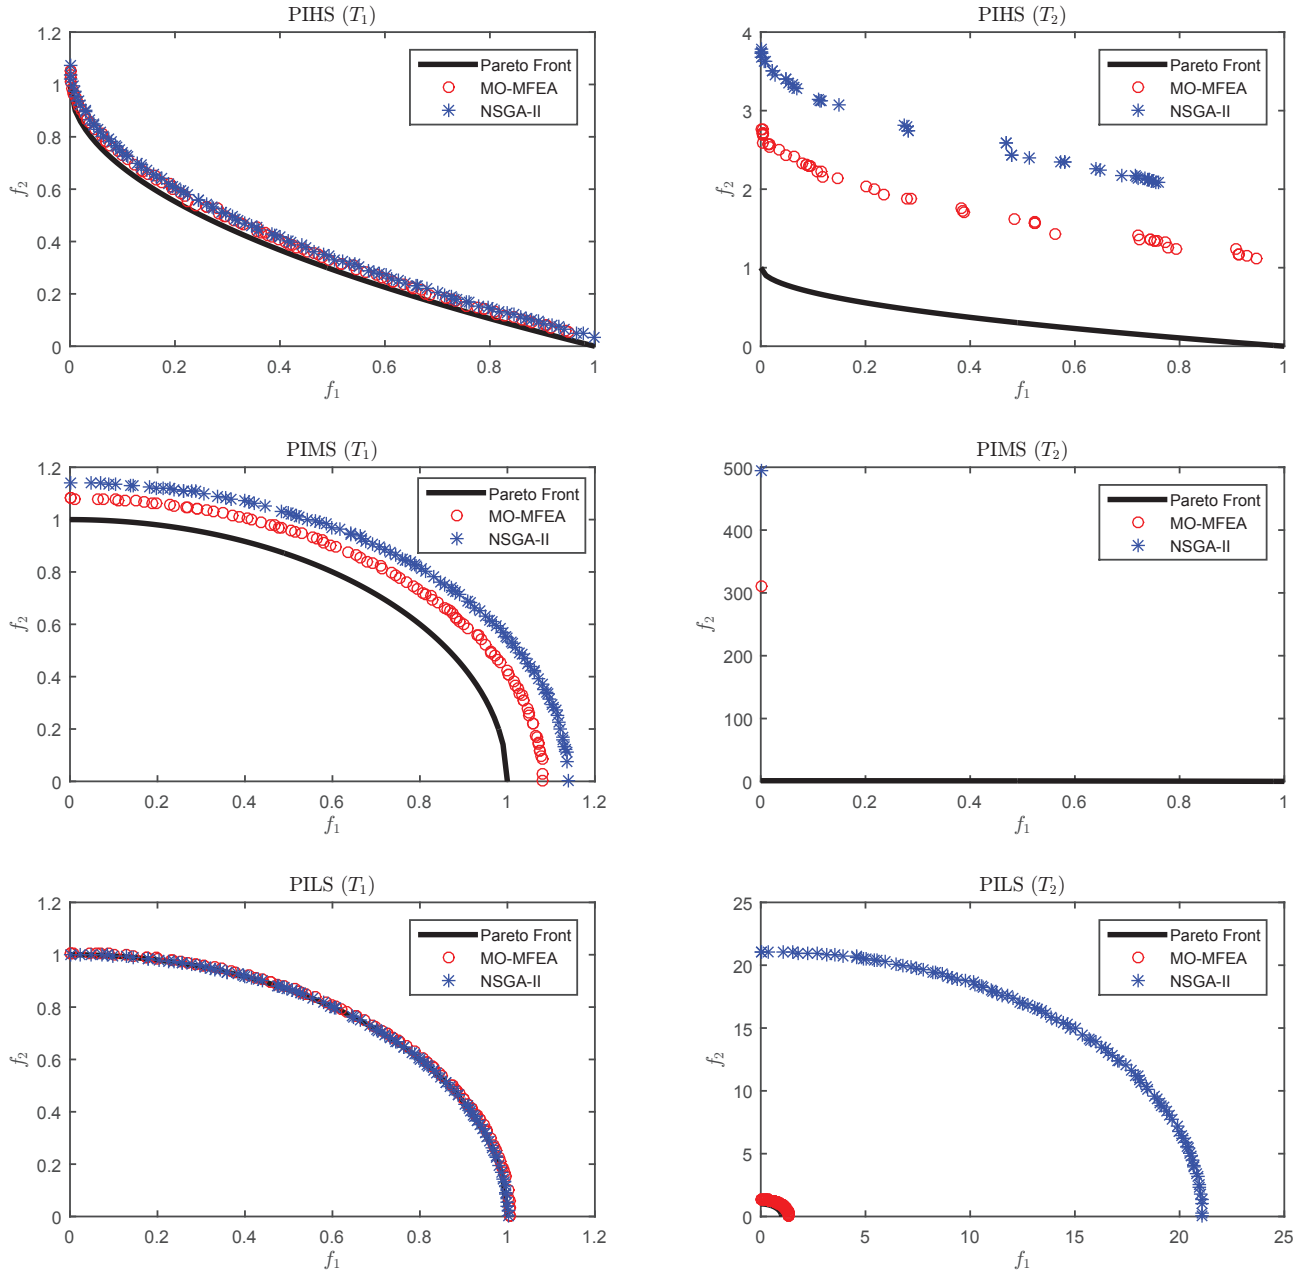 PIHS (T₁)
1.2
1
0.8
0.6
0.4
0.2
0
f₂
Pareto Front
MO-MFEA
NSGA-II
0 0.2 0.4 0.6 0.8 1
f₁
PIHS (T₂)
4
3
2
1
0
f₂
Pareto Front
MO-MFEA
NSGA-II
0 0.2 0.4 0.6 0.8 1
f₁
PIMS (T₁)
1.2
1
0.8
0.6
0.4
0.2
0
f₂
Pareto Front
MO-MFEA
NSGA-II
0 0.2 0.4 0.6 0.8 1 1.2
f₁
PIMS (T₂)
500
400
300
200
100
0
f₂
Pareto Front
MO-MFEA
NSGA-II
0 0.2 0.4 0.6 0.8 1
f₁
PILS (T₁)
1.2
1
0.8
0.6
0.4
0.2
0
f₂
Pareto Front
MO-MFEA
NSGA-II
0 0.2 0.4 0.6 0.8 1 1.2
f₁
PILS (T₂)
25
20
15
10
5
0
f₂
Pareto Front
MO-MFEA
NSGA-II
0 5 10 15 20 25
f₁